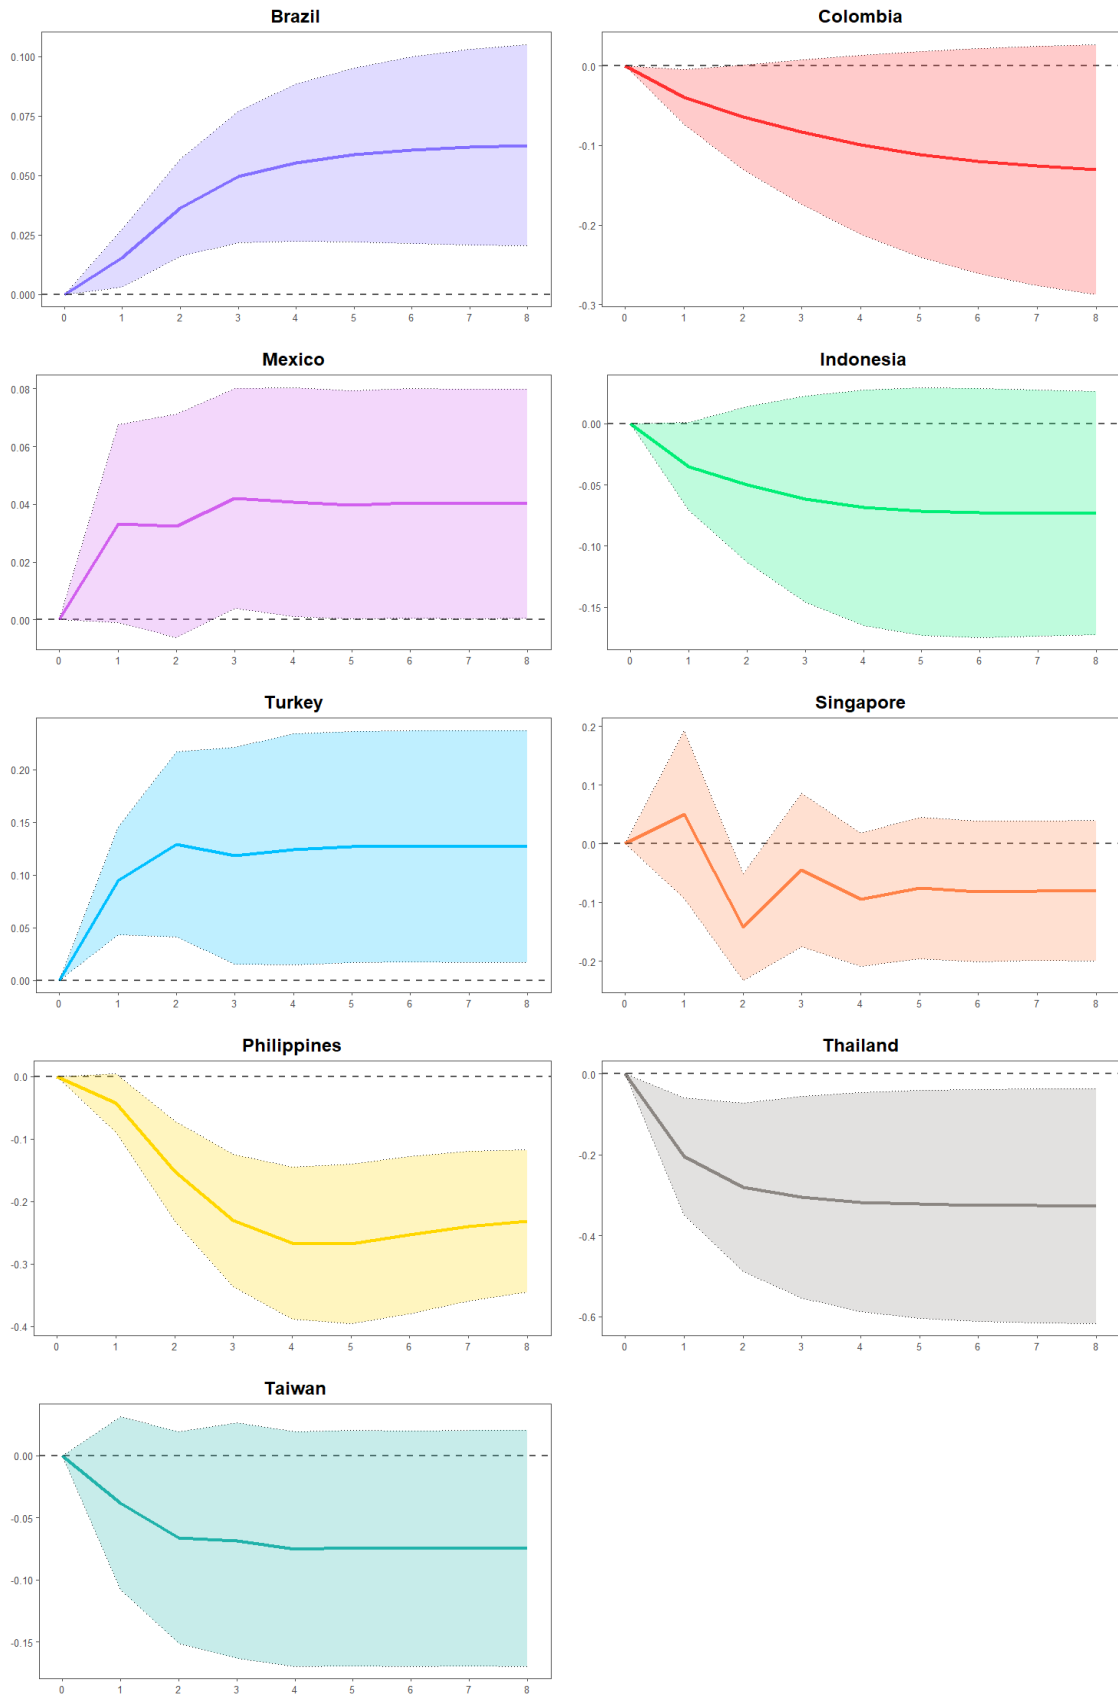 Brazil
0.100
0.075
0.050
0.025
0.000
0 1 2 3 4 5 6 7 8
Colombia
0.0
-0.1
-0.2
-0.3
0 1 2 3 4 5 6 7 8
Mexico
0.08
0.06
0.04
0.02
0.00
0 1 2 3 4 5 6 7 8
Indonesia
0.00
-0.05
-0.10
-0.15
0 1 2 3 4 5 6 7 8
Turkey
0.20
0.15
0.10
0.05
0.00
0 1 2 3 4 5 6 7 8
Singapore
0.2
0.1
0.0
-0.1
-0.2
0 1 2 3 4 5 6 7 8
Philippines
0.0
-0.1
-0.2
-0.3
-0.4
0 1 2 3 4 5 6 7 8
Thailand
0.0
-0.2
-0.4
-0.6
0 1 2 3 4 5 6 7 8
Taiwan
0.00
-0.05
-0.10
-0.15
0 1 2 3 4 5 6 7 8